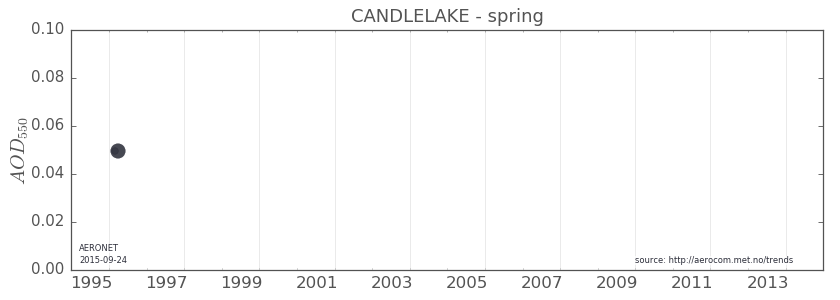 CANDLELAKE - spring
0.10
0.08
0.06
0.04
0.02
0.00
AOD550
AERONET
2015-09-24
source: http://aerocom.met.no/trends
1995 1997 1999 2001 2003 2005 2007 2009 2011 2013